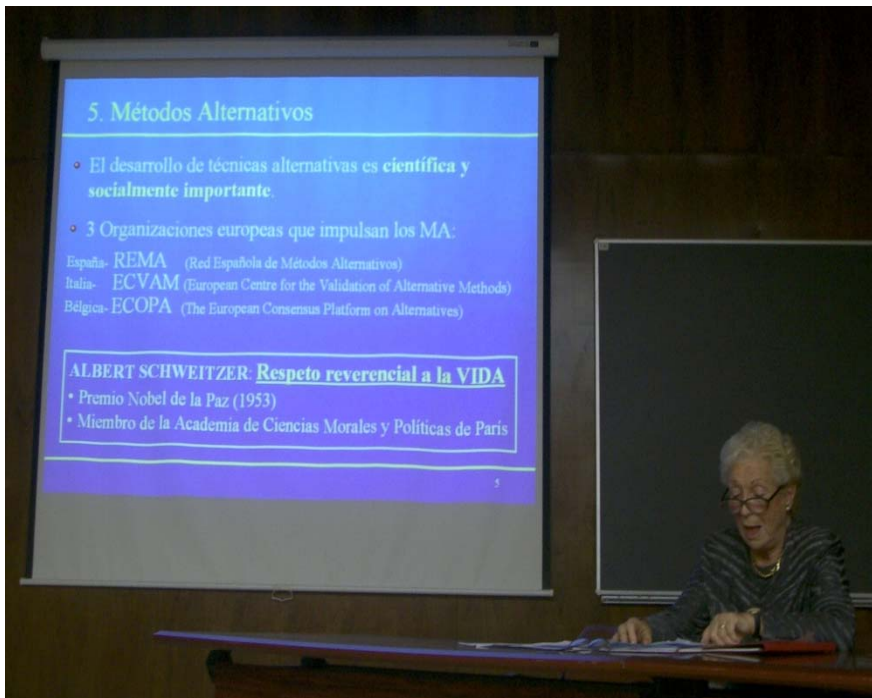 5. Métodos Alternativos
El desarrollo de técnicas alternativas es científica y
socialmente importante.
3 Organizaciones europeas que impulsan los MA:
España- REMA (Red Española de Métodos Alternativos)
Italia- ECVAM (European Centre for the Validation of Alternative Methods)
Bélgica- ECOPA (The European Consensus Platform on Alternatives)
ALBERT SCHWEITZER: Respeto reverencial a la VIDA
• Premio Nobel de la Paz (1953)
• Miembro de la Academia de Ciencias Morales y Políticas de París
5